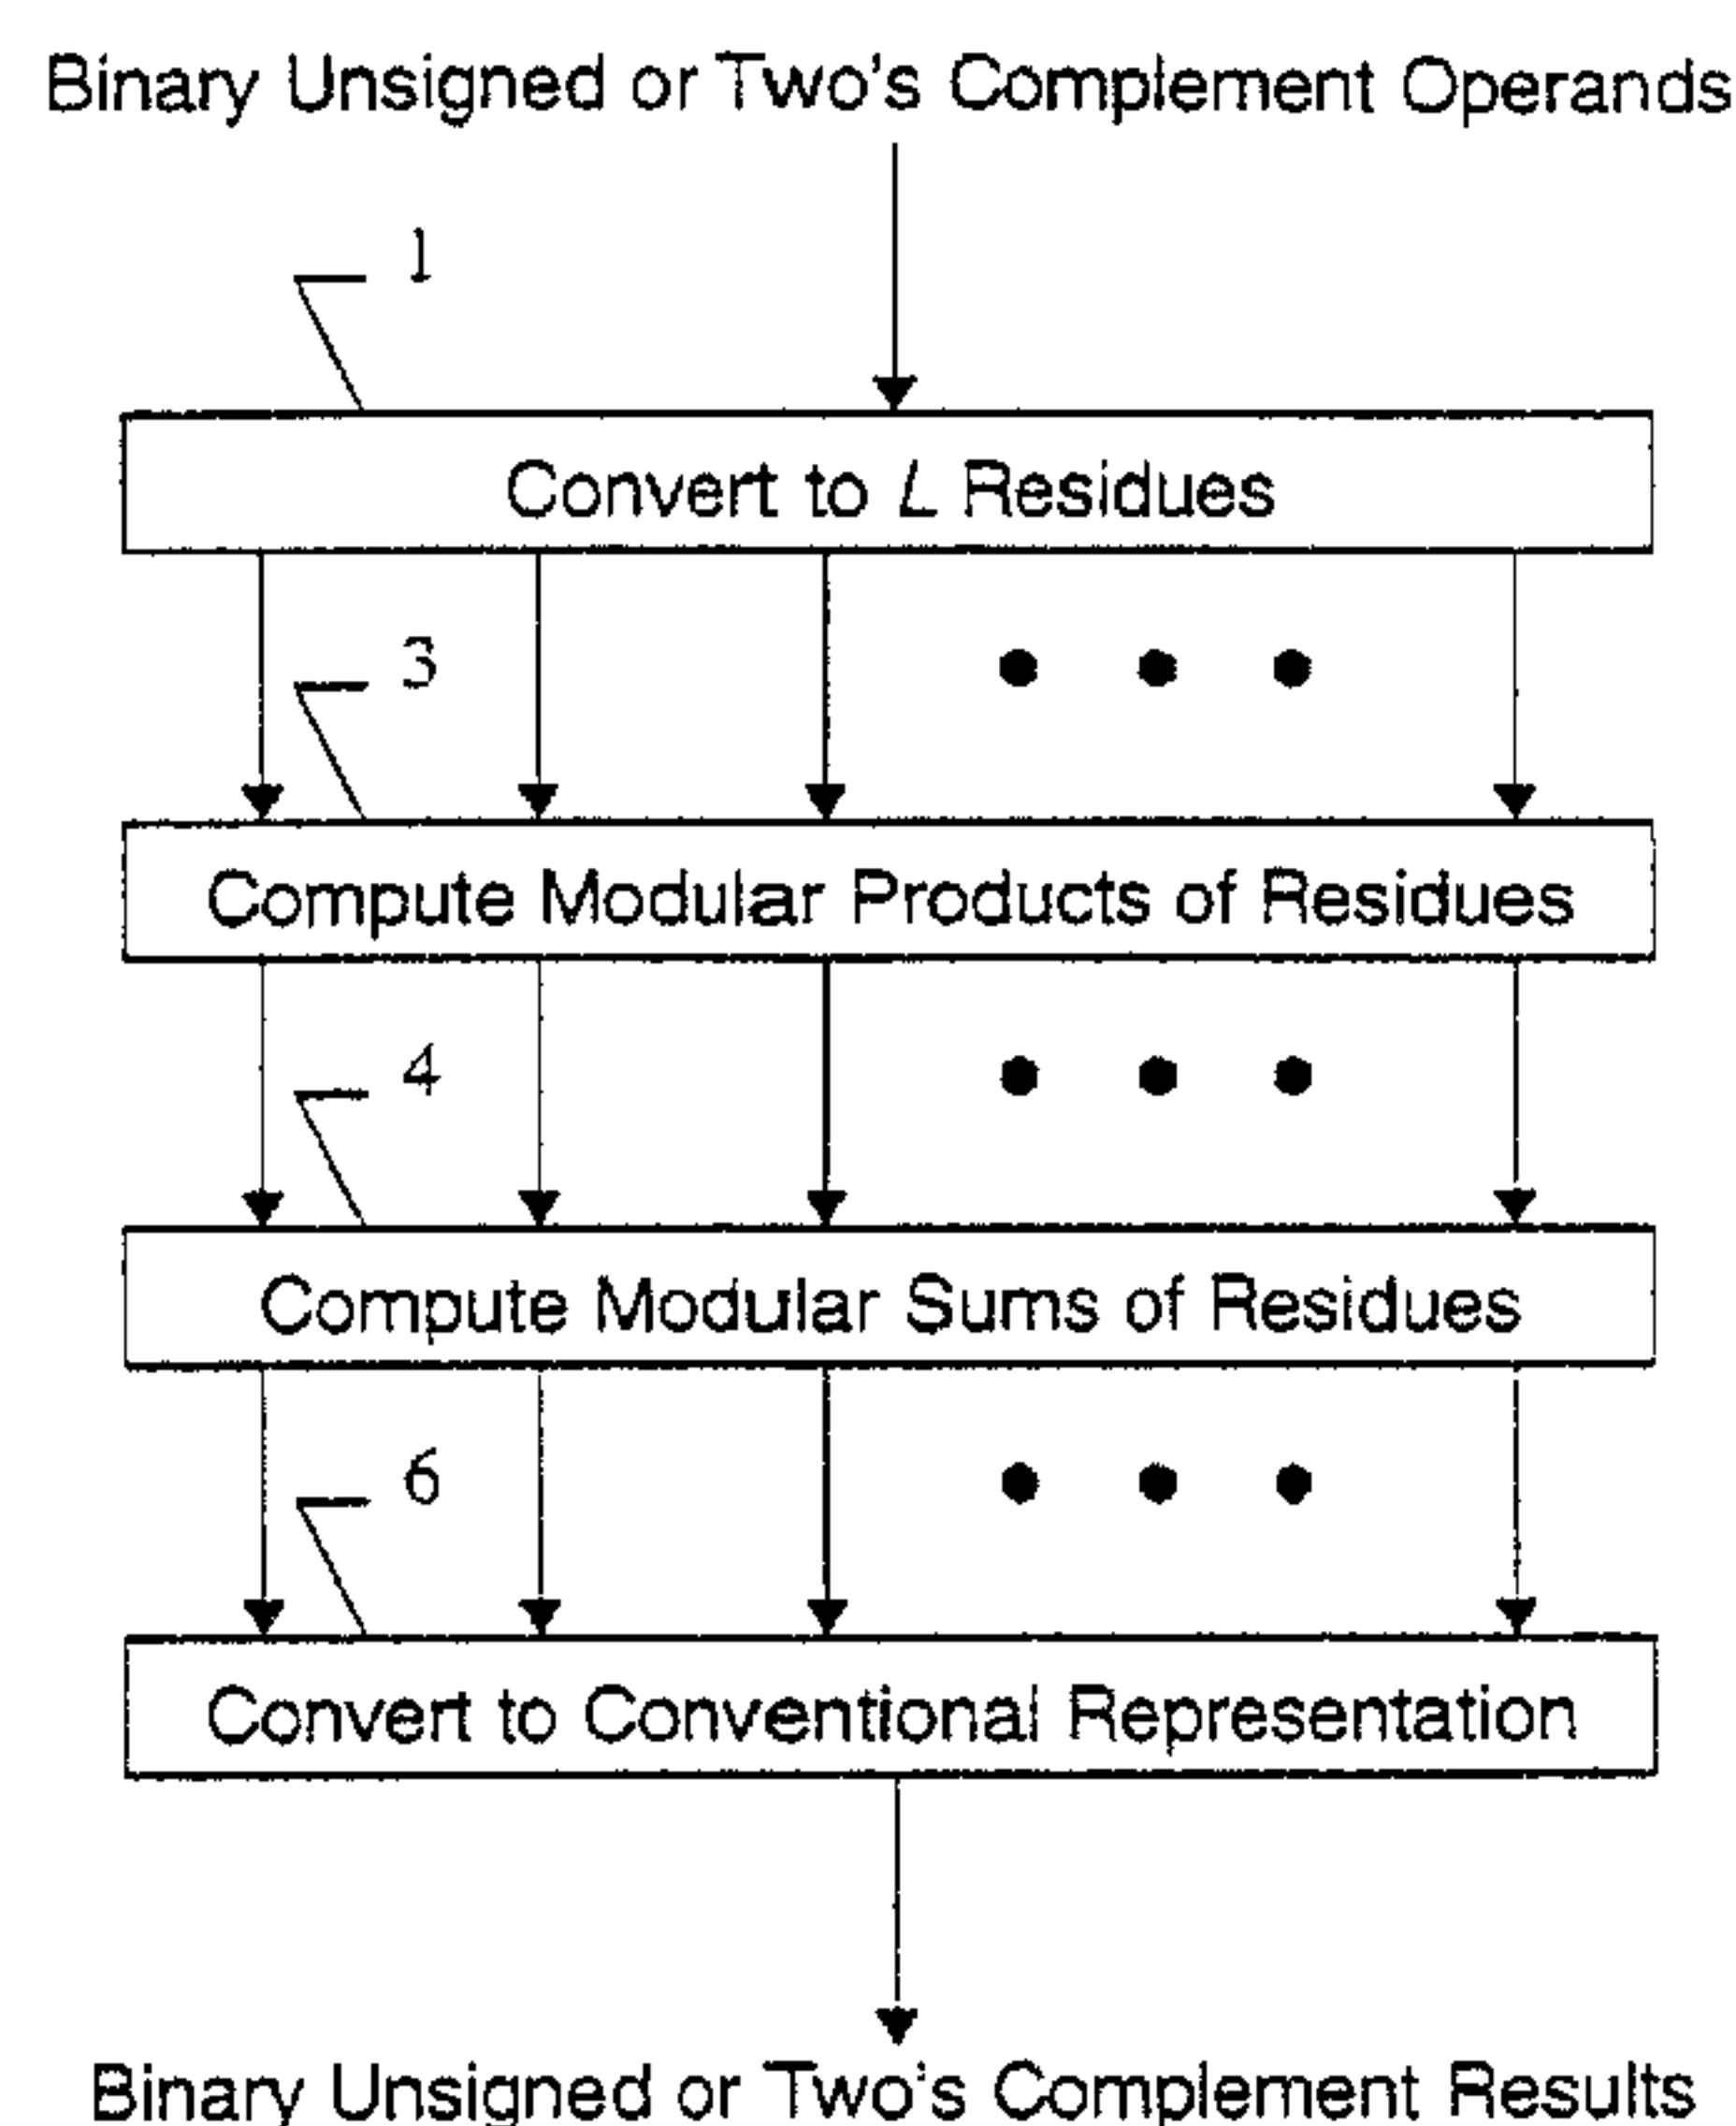 Binary Unsigned or Two's Complement Operands
1
Convert to L Residues
3
Compute Modular Products of Residues
4
Compute Modular Sums of Residues
6
Convert to Conventional Representation
Binary Unsigned or Two's Complement Results